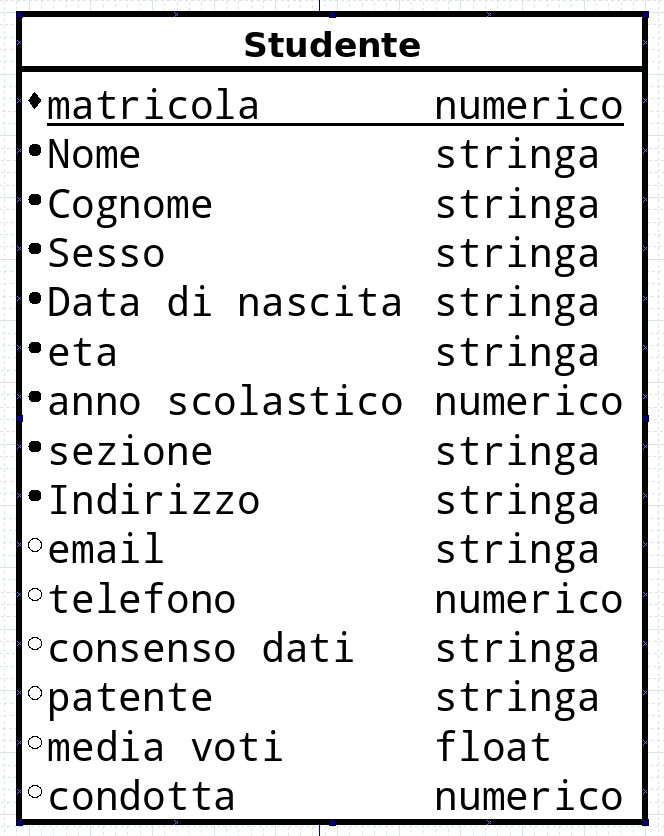 Studente
matricola numerico
Nome stringa
Cognome stringa
Sesso stringa
Data di nascita stringa
eta stringa
anno scolastico numerico
sezione stringa
Indirizzo stringa
email stringa
telefono numerico
consenso dati stringa
patente stringa
media voti float
condotta numerico